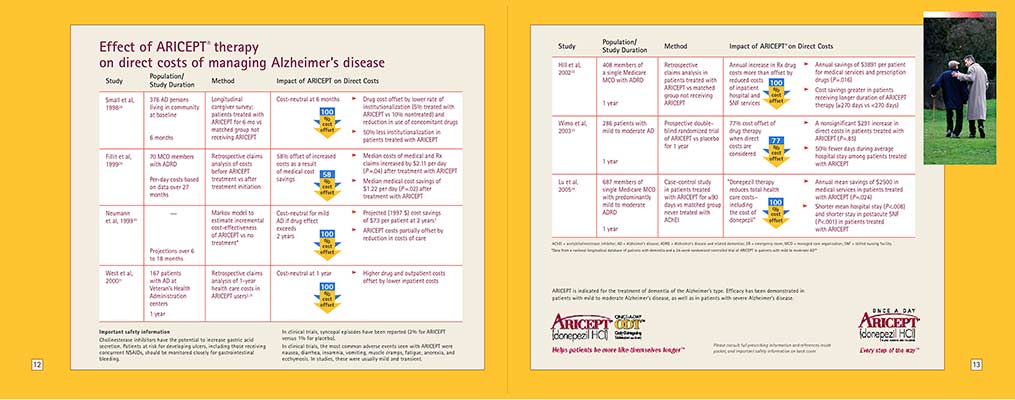 Effect of ARICEPT® therapy
on direct costs of managing Alzheimer's disease
Study
Population/
Study Duration
Method
Impact of ARICEPT on Direct Costs
Small et al,
1998
378 AD persons
living in community
at baseline
6 months
Longitudinal
caregiver survey;
patients treated with
ARICEPT for 6 mo vs
matched group not
receiving ARICEPT
Cost-neutral at 6 months
100
%
cost
offset
Drug cost offset by lower rate of
institutionalization (5% treated with
ARICEPT vs 10% nontreated) and
reduction in use of concomitant drugs
50% less institutionalization in
patients treated with ARICEPT
Fillit et al,
1999
70 MCO members
with ADRD
Per-day costs based
on data over 27
months
Retrospective claims
analysis of costs
before ARICEPT
treatment vs after
treatment initiation
58% offset of increased
costs as a result
of medical cost
savings
58
%
cost
offset
Median costs of medical and Rx
claims increased by $2.11 per day
(P=.04) after treatment with ARICEPT
Median medical cost savings of
$1.22 per day (P=.02) after
treatment with ARICEPT
Neumann
et al, 1999
—
Projections over 6
to 18 months
Markov model to
estimate incremental
cost-effectiveness
of ARICEPT vs no
treatment*
Cost-neutral for mild
AD if drug effect
exceeds
2 years
100
%
cost
offset
Projected (1997 $) cost savings
of $73 per patient at 2 years
ARICEPT costs partially offset by
reduction in costs of care
West et al,
2000
167 patients
with AD at
Veteran's Health
Administration
centers
1 year
Retrospective claims
analysis of 1-year
health care costs in
ARICEPT users
Cost-neutral at 1 year
100
%
cost
offset
Higher drug and outpatient costs
offset by lower inpatient costs
Important safety information
Cholinesterase inhibitors have the potential to increase gastric acid
secretion. Patients at risk for developing ulcers, including those receiving
concurrent NSAIDs, should be monitored closely for gastrointestinal
bleeding.
In clinical trials, syncopal episodes have been reported (2% for ARICEPT
versus 1% for placebo).
In clinical trials, the most common adverse events seen with ARICEPT were
nausea, diarrhea, insomnia, vomiting, muscle cramps, fatigue, anorexia, and
ecchymosis. In studies, these were usually mild and transient.
12
Study
Population/
Study Duration
Method
Impact of ARICEPT® on Direct Costs
Hill et al,
2002
408 members of
a single Medicare
MCO with ADRD
1 year
Retrospective
claims analysis in
patients treated with
ARICEPT vs matched
group not receiving
ARICEPT
Annual increase in Rx drug
costs more than offset by
reduced costs
of inpatient
hospital and
SNF services
100
%
cost
offset
Annual savings of $3891 per patient
for medical services and prescription
drugs (P=.016)
Cost savings greater in patients
receiving longer duration of ARICEPT
therapy (≥270 days vs <270 days)
Wimo et al,
2003
286 patients with
mild to moderate AD
1 year
Prospective double-
blind randomized trial
of ARICEPT vs placebo
for 1 year
77% cost offset of
drug therapy
when direct
costs are
considered
77
%
cost
offset
A nonsignificant $291 increase in
direct costs in patients treated with
ARICEPT (P=.85)
50% fewer days during average
hospital stay among patients treated
with ARICEPT
Lu et al,
2005
687 members of
single Medicare MCO
with predominantly
mild to moderate
ADRD
1 year
Case-control study
in patients treated
with ARICEPT for ≥90
days vs matched group
never treated with
AChEI
"Donepezil therapy
reduces total health
care costs–
including
the cost of
donepezil"
100
%
cost
offset
Annual mean savings of $2500 in
medical services in patients treated
with ARICEPT (P=.024)
Shorter mean hospital stay (P<.008)
and shorter stay in postacute SNF
(P<.001) in patients treated
with ARICEPT
AChEI = acetylcholinesterase inhibitor; AD = Alzheimer's disease; ADRD = Alzheimer's disease and related dementias; ER = emergency room; MCO = managed care organization; SNF = skilled nursing facility.
*Data from a national longitudinal database of patients with dementia and a 24-week randomized controlled trial of ARICEPT in patients with mild to moderate AD
ARICEPT is indicated for the treatment of dementia of the Alzheimer's type. Efficacy has been demonstrated in
patients with mild to moderate Alzheimer's disease, as well as in patients with severe Alzheimer's disease.
ONCE-A-DAY
ARICEPT ODT
(donepezil HCl)
Helps patients be more like themselves longer™
Please consult full prescribing information and references inside
pocket, and important safety information on back cover
ONCE A DAY
ARICEPT
(donepezil HCl)
Every step of the way™
13